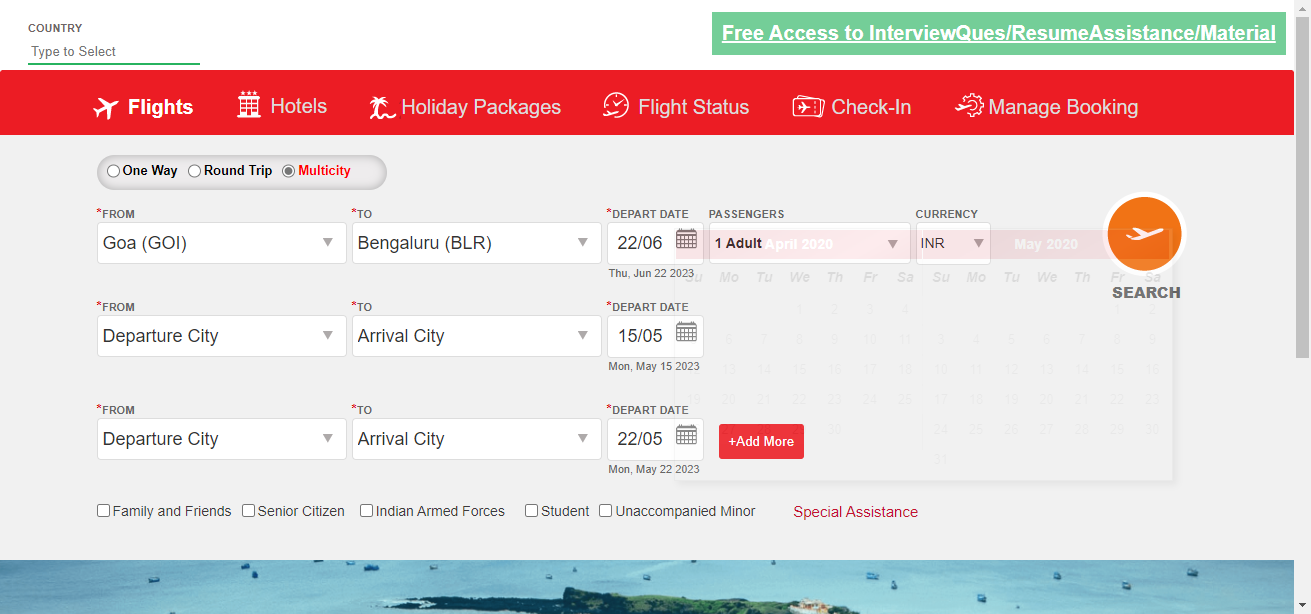 COUNTRY
Type to Select
Free Access to InterviewQues/ResumeAssistance/Material
Flights
Hotels
Holiday Packages
Flight Status
Check-In
Manage Booking
One Way
Round Trip
Multicity
*FROM
*TO
*DEPART DATE
PASSENGERS
CURRENCY
Goa (GOI)
Bengaluru (BLR)
22/06
1 Adult
INR
April 2020
May 2020
Thu, Jun 22 2023
Su Mo Tu We Th Fr Sa
Su Mo Tu We Th Fr Sa
SEARCH
*FROM
*TO
*DEPART DATE
Departure City
Arrival City
15/05
Mon, May 15 2023
1 2 3 4
1 2
6 7 8 9 10 11
3 4 5 6 7 8 9
13 14 15 16 17 18
10 11 12 13 14 15 16
19 20 21 22 23 24 25
17 18 19 20 21 22 23
27 28 29 30
24 25 26 27 28 29 30
31
*FROM
*TO
*DEPART DATE
Departure City
Arrival City
22/05
+Add More
Mon, May 22 2023
Family and Friends
Senior Citizen
Indian Armed Forces
Student
Unaccompanied Minor
Special Assistance